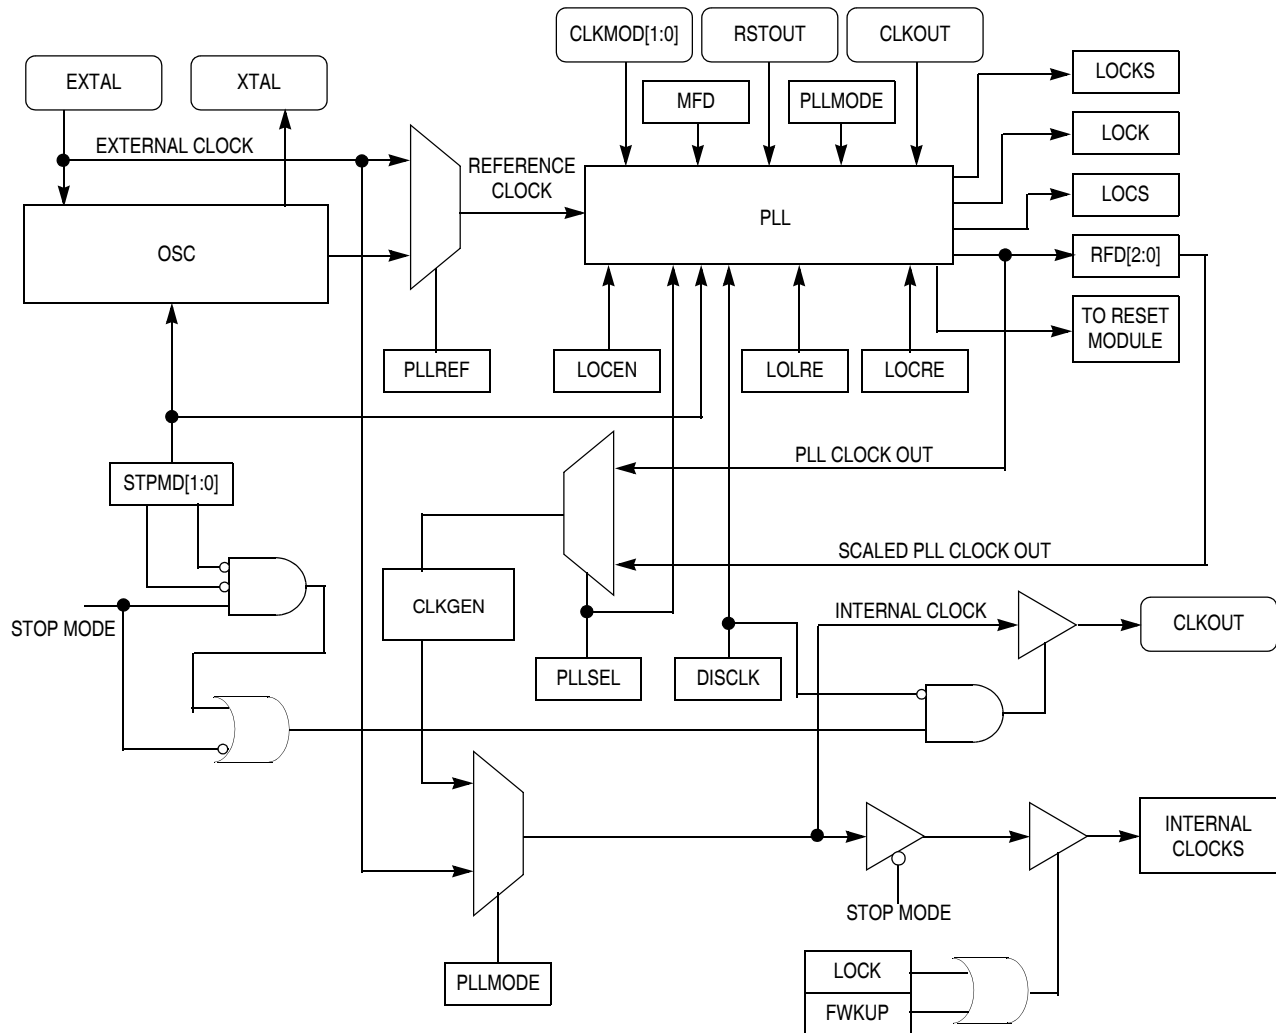 CLKMOD[1:0]
RSTOUT
CLKOUT
EXTAL
XTAL
LOCKS
MFD
PLLMODE
LOCK
EXTERNAL CLOCK
REFERENCE
CLOCK
LOCS
PLL
OSC
RFD[2:0]
TO RESET
MODULE
PLLREF
LOCEN
LOLRE
LOCRE
PLL CLOCK OUT
STPMD[1:0]
SCALED PLL CLOCK OUT
CLKGEN
INTERNAL CLOCK
CLKOUT
STOP MODE
PLLSEL
DISCLK
INTERNAL
CLOCKS
STOP MODE
LOCK
PLLMODE
FWKUP